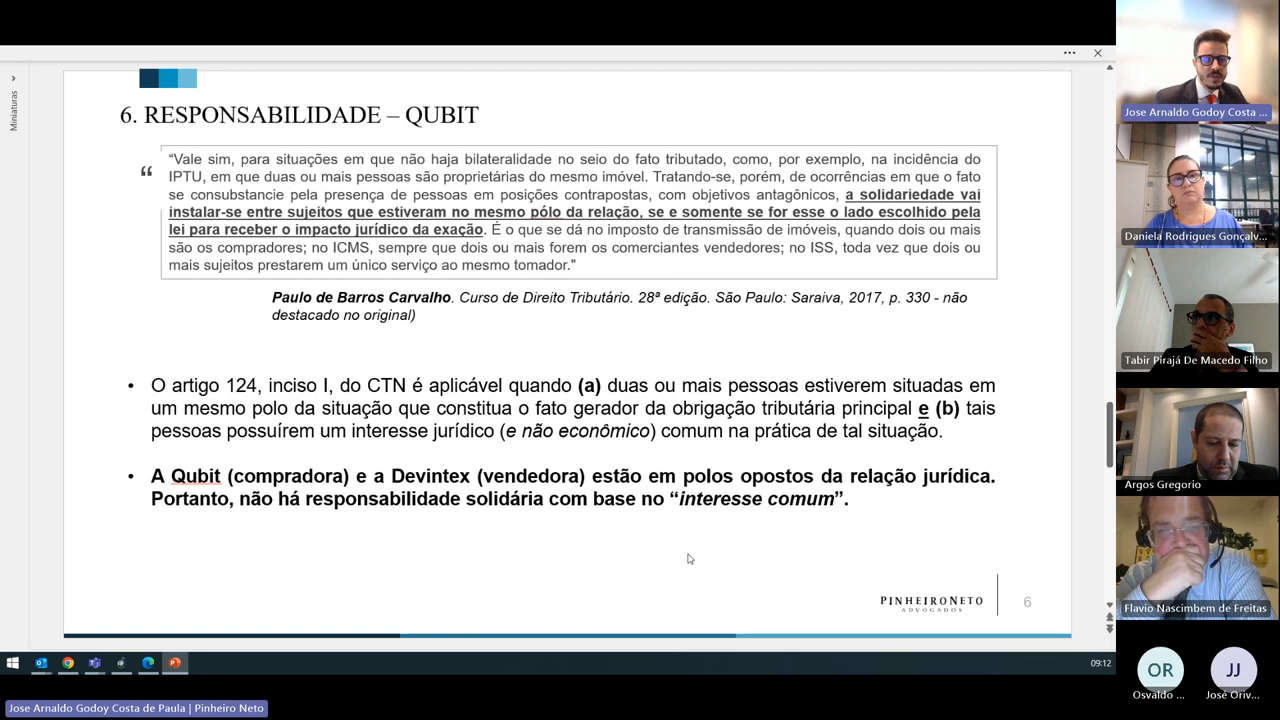 Miniaturas
6. RESPONSABILIDADE – QUBIT
“
“Vale sim, para situações em que não haja bilateralidade no seio do fato tributado, como, por exemplo, na incidência do
IPTU, em que duas ou mais pessoas são proprietárias do mesmo imóvel. Tratando-se, porém, de ocorrências em que o fato
se consubstancie pela presença de pessoas em posições contrapostas, com objetivos antagônicos, a solidariedade vai
instalar-se entre sujeitos que estiveram no mesmo pólo da relação, se e somente se for esse o lado escolhido pela
lei para receber o impacto jurídico da exação. É o que se dá no imposto de transmissão de imóveis, quando dois ou mais
são os compradores; no ICMS, sempre que dois ou mais forem os comerciantes vendedores; no ISS, toda vez que dois ou
mais sujeitos prestarem um único serviço ao mesmo tomador."
Paulo de Barros Carvalho. Curso de Direito Tributário. 28ª edição. São Paulo: Saraiva, 2017, p. 330 - não
destacado no original)
• O artigo 124, inciso I, do CTN é aplicável quando (a) duas ou mais pessoas estiverem situadas em
um mesmo polo da situação que constitua o fato gerador da obrigação tributária principal e (b) tais
pessoas possuírem um interesse jurídico (e não econômico) comum na prática de tal situação.
• A Qubit (compradora) e a Devintex (vendedora) estão em polos opostos da relação jurídica.
Portanto, não há responsabilidade solidária com base no “interesse comum”.
PINHEIRONETO
ADVOGADOS
6
09:12
Jose Arnaldo Godoy Costa de Paula | Pinheiro Neto
Jose Arnaldo Godoy Costa ...
Daniela Rodrigues Gonçalv...
Tabir Pirajá De Macedo Filho
Argos Gregorio
Flavio Nascimbem de Freitas
OR
Osvaldo ...
JJ
José Oriv...